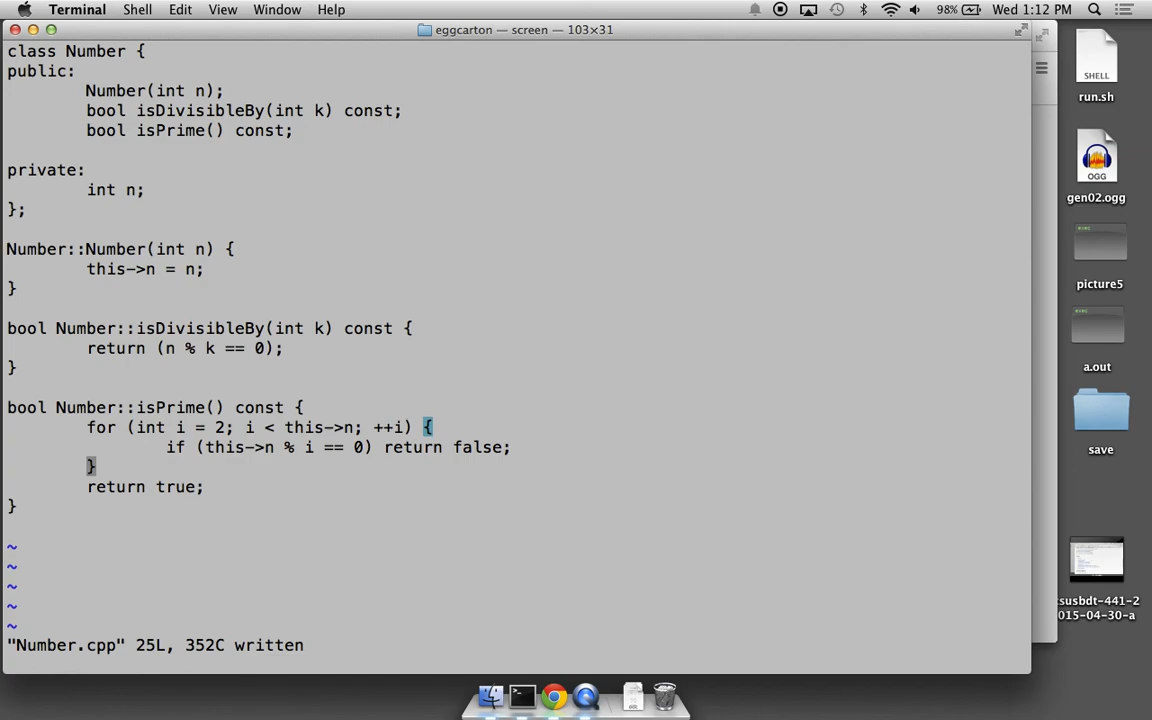 Terminal Shell Edit View Window Help 98% Wed 1:12 PM
eggcarton — screen — 103×31
class Number {
public:
        Number(int n);
        bool isDivisibleBy(int k) const;
        bool isPrime() const;
private:
        int n;
};
Number::Number(int n) {
        this->n = n;
}
bool Number::isDivisibleBy(int k) const {
        return (n % k == 0);
}
bool Number::isPrime() const {
        for (int i = 2; i < this->n; ++i) {
                if (this->n % i == 0) return false;
        }
        return true;
}
~
~
~
~
~
"Number.cpp" 25L, 352C written
SHELL
run.sh
OGG
gen02.ogg
exec
picture5
exec
a.out
save
tsusbdt-441-2
015-04-30-a